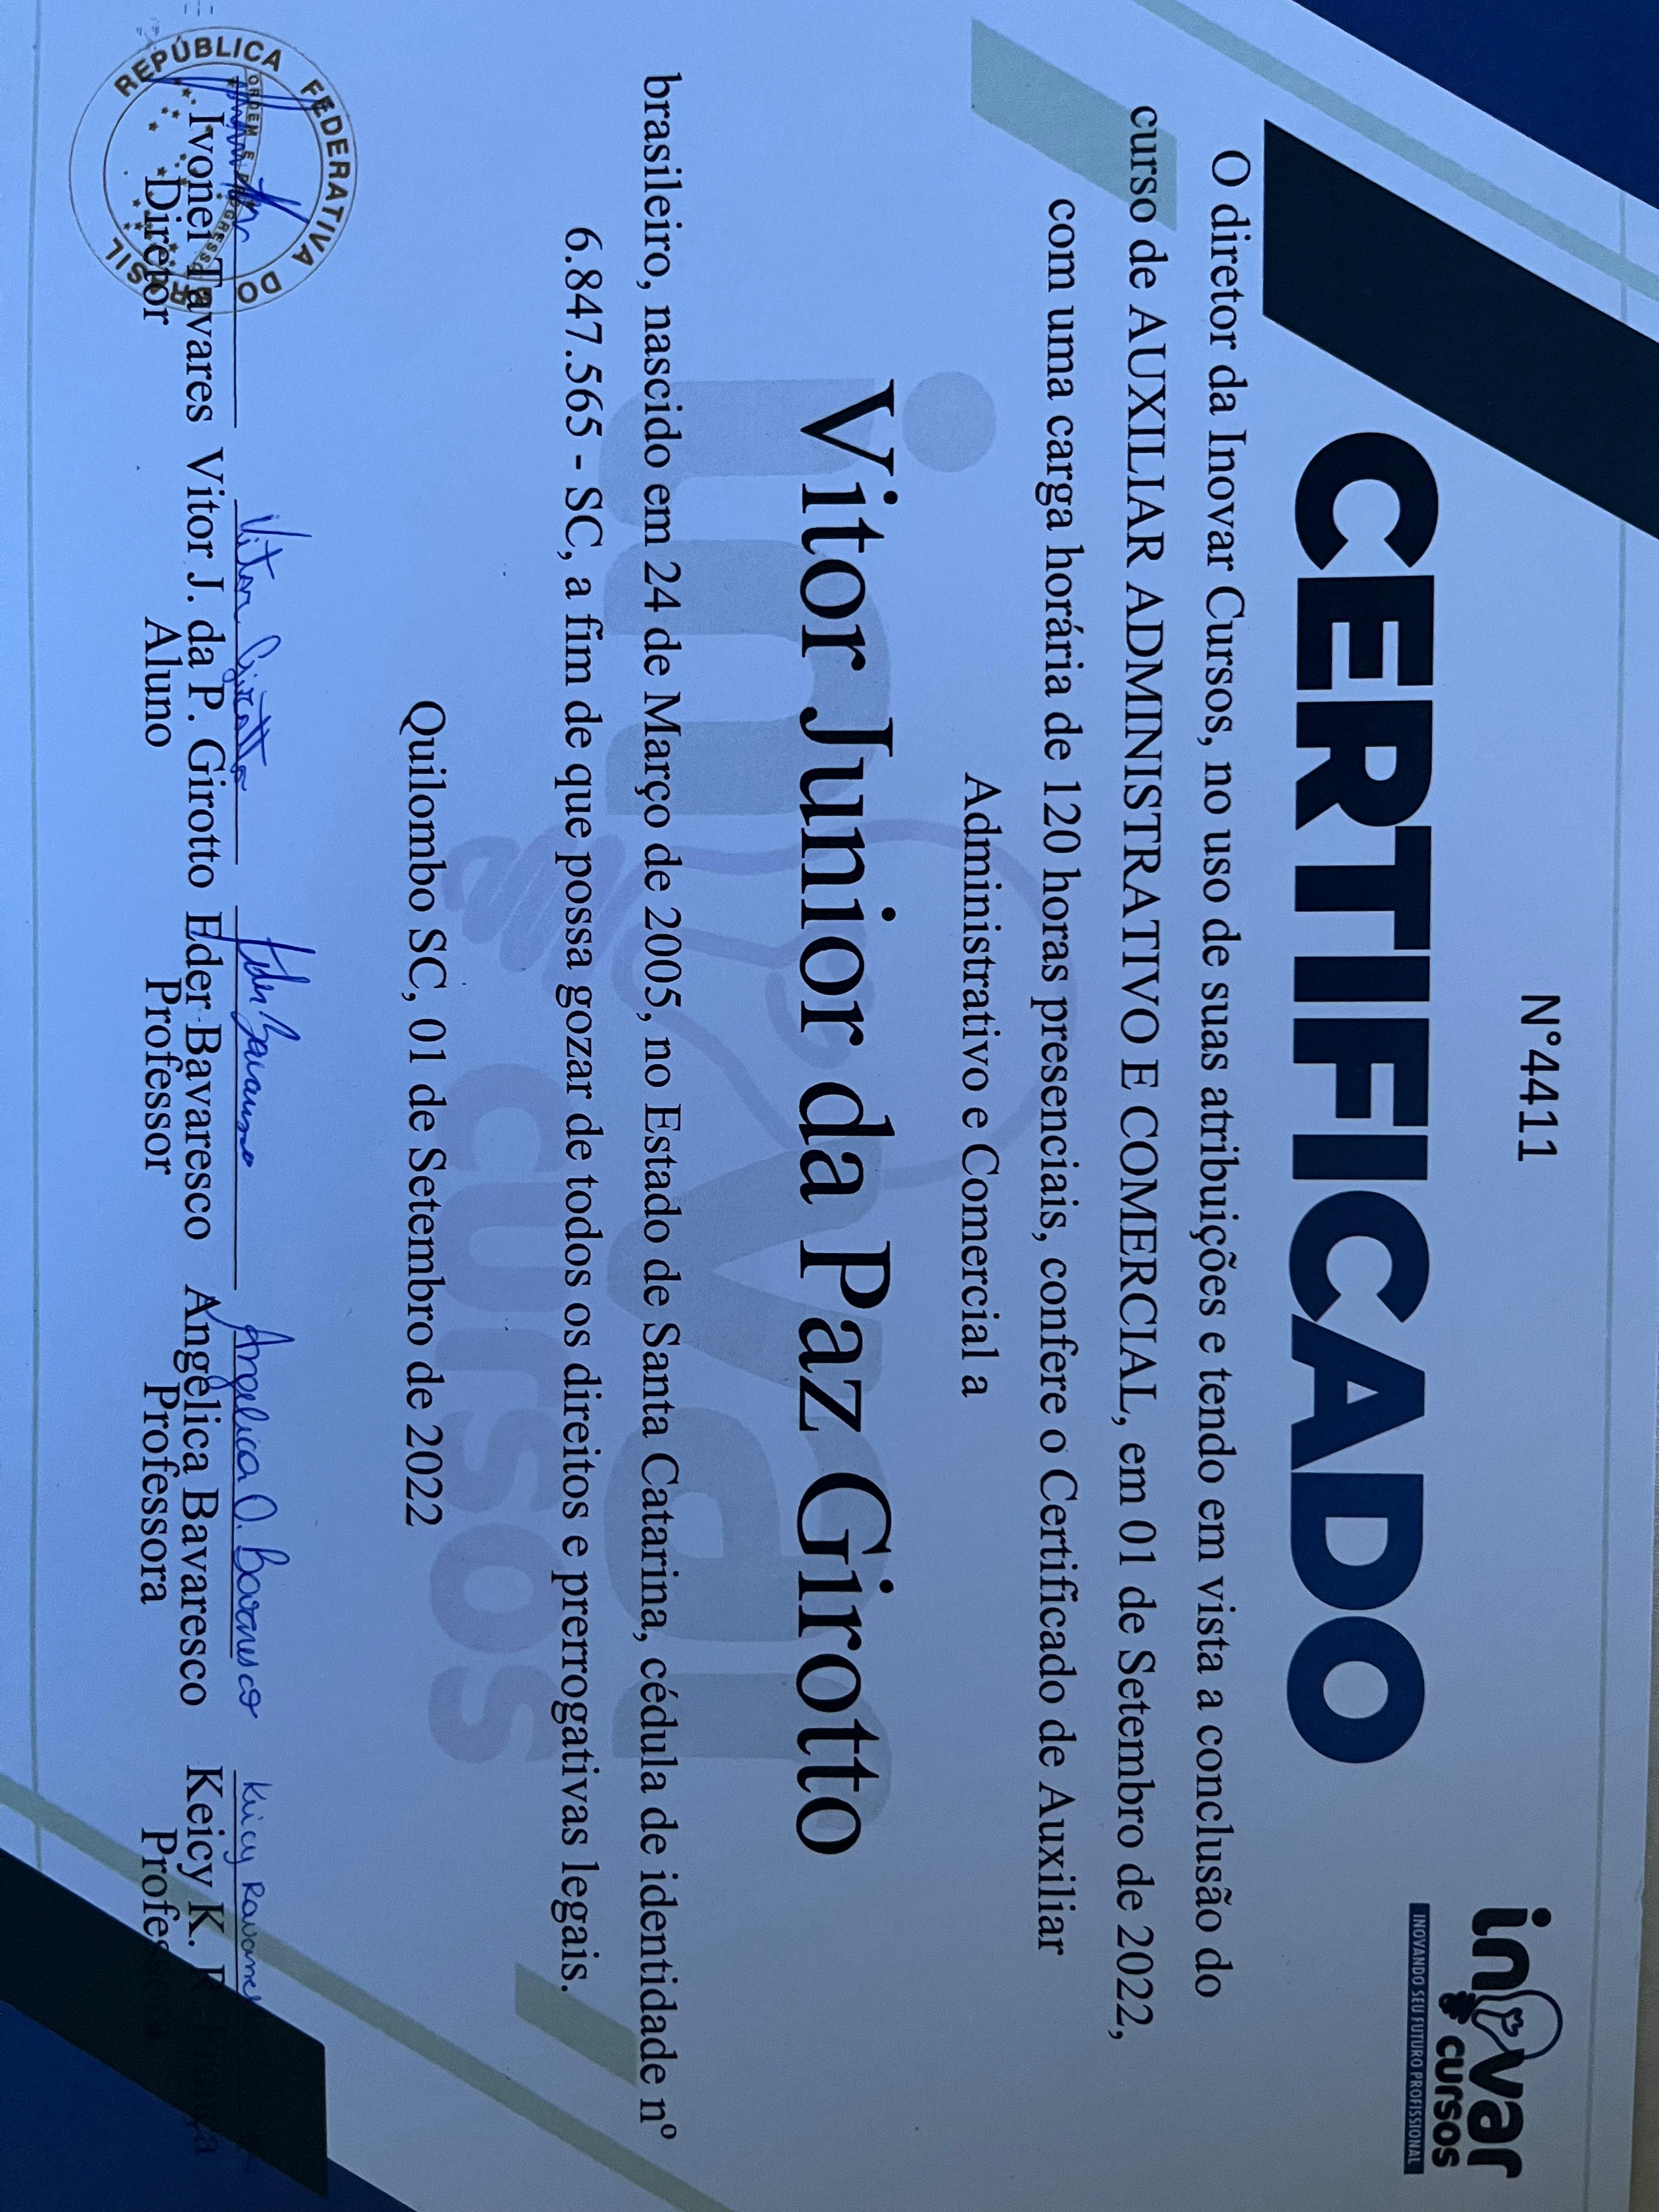 N°4411
inovar
cursos
INOVANDO SEU FUTURO PROFISSIONAL
CERTIFICADO
O diretor da Inovar Cursos, no uso de suas atribuições e tendo em vista a conclusão do
curso de AUXILIAR ADMINISTRATIVO E COMERCIAL, em 01 de Setembro de 2022,
com uma carga horária de 120 horas presenciais, confere o Certificado de Auxiliar
Administrativo e Comercial a
Vitor Junior da Paz Girotto
brasileiro, nascido em 24 de Março de 2005, no Estado de Santa Catarina, cédula de identidade nº
6.847.565 - SC, a fim de que possa gozar de todos os direitos e prerrogativas legais.
Quilombo SC, 01 de Setembro de 2022
inovar
cursos
Vitor Girotto Eder Bavaresco Angelica O. Bavaresco Keicy
Ivonei Tavares Vitor J. da P. Girotto Eder Bavaresco Angélica Bavaresco Keicy K.
Diretor Aluno Professor Professora Professora
REPÚBLICA FEDERATIVA DO BRASIL
ORDEM E PROGRESSO